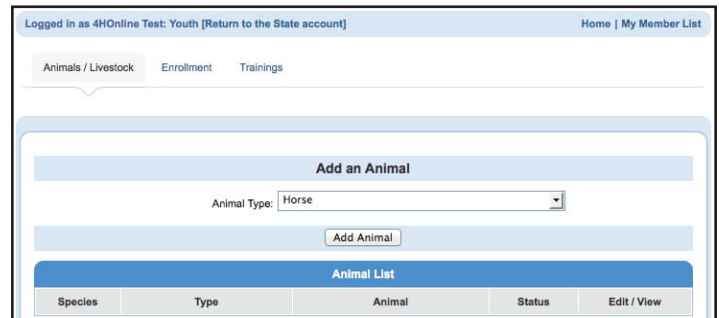 Logged in as 4HOnline Test: Youth [Return to the State account] Home | My Member List
Animals / Livestock Enrollment Trainings
Add an Animal
Animal Type: Horse
Add Animal
Animal List
Species Type Animal Status Edit / View